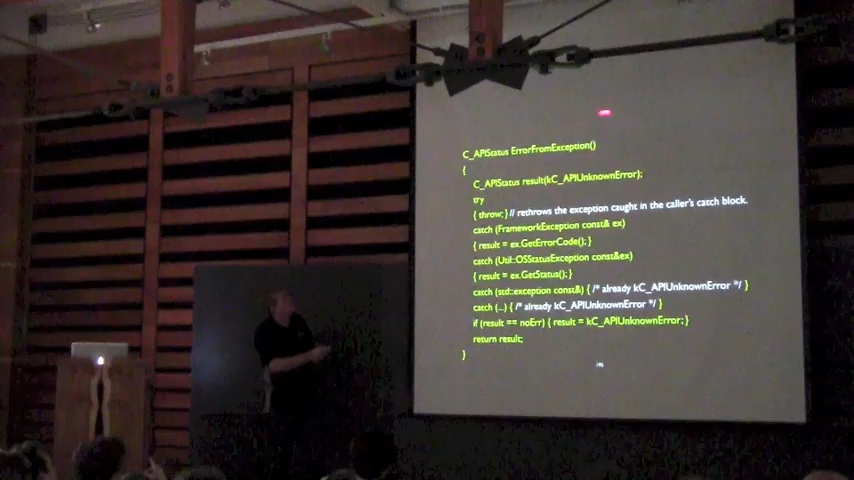 C_APIStatus ErrorFromException()
{
C_APIStatus result(kC_APIUnknownError);
try
{ throw; } // rethrows the exception caught in the caller's catch block.
catch (FrameworkException const& ex)
{ result = ex.GetErrorCode(); }
catch (Util::OSStatusException const&ex)
{ result = ex.GetStatus(); }
catch (std::exception const&) { /* already kC_APIUnknownError */ }
catch (...) { /* already kC_APIUnknownError */ }
if (result == noErr) { result = kC_APIUnknownError; }
return result;
}